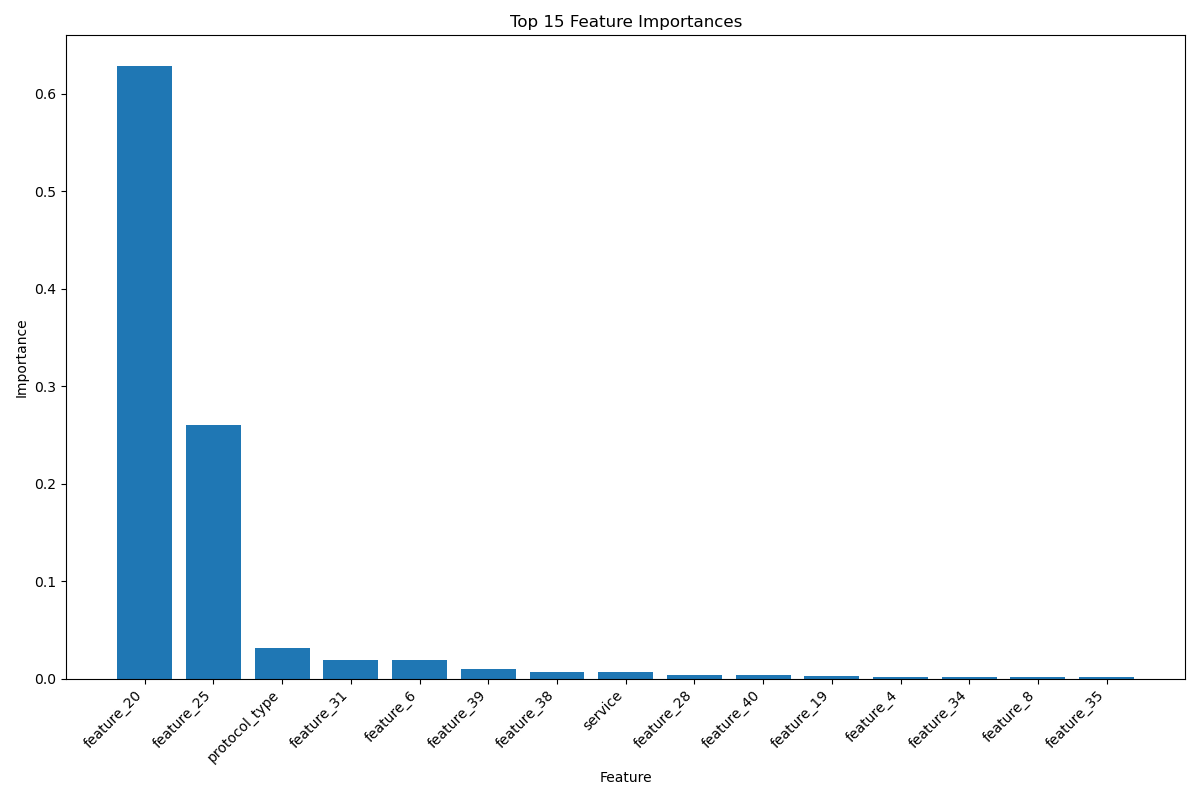 Top 15 Feature Importances
Importance
0.6
0.5
0.4
0.3
0.2
0.1
0.0
feature_20
feature_25
protocol_type
feature_31
feature_6
feature_39
feature_38
service
feature_28
feature_40
feature_19
feature_4
feature_34
feature_8
feature_35
Feature